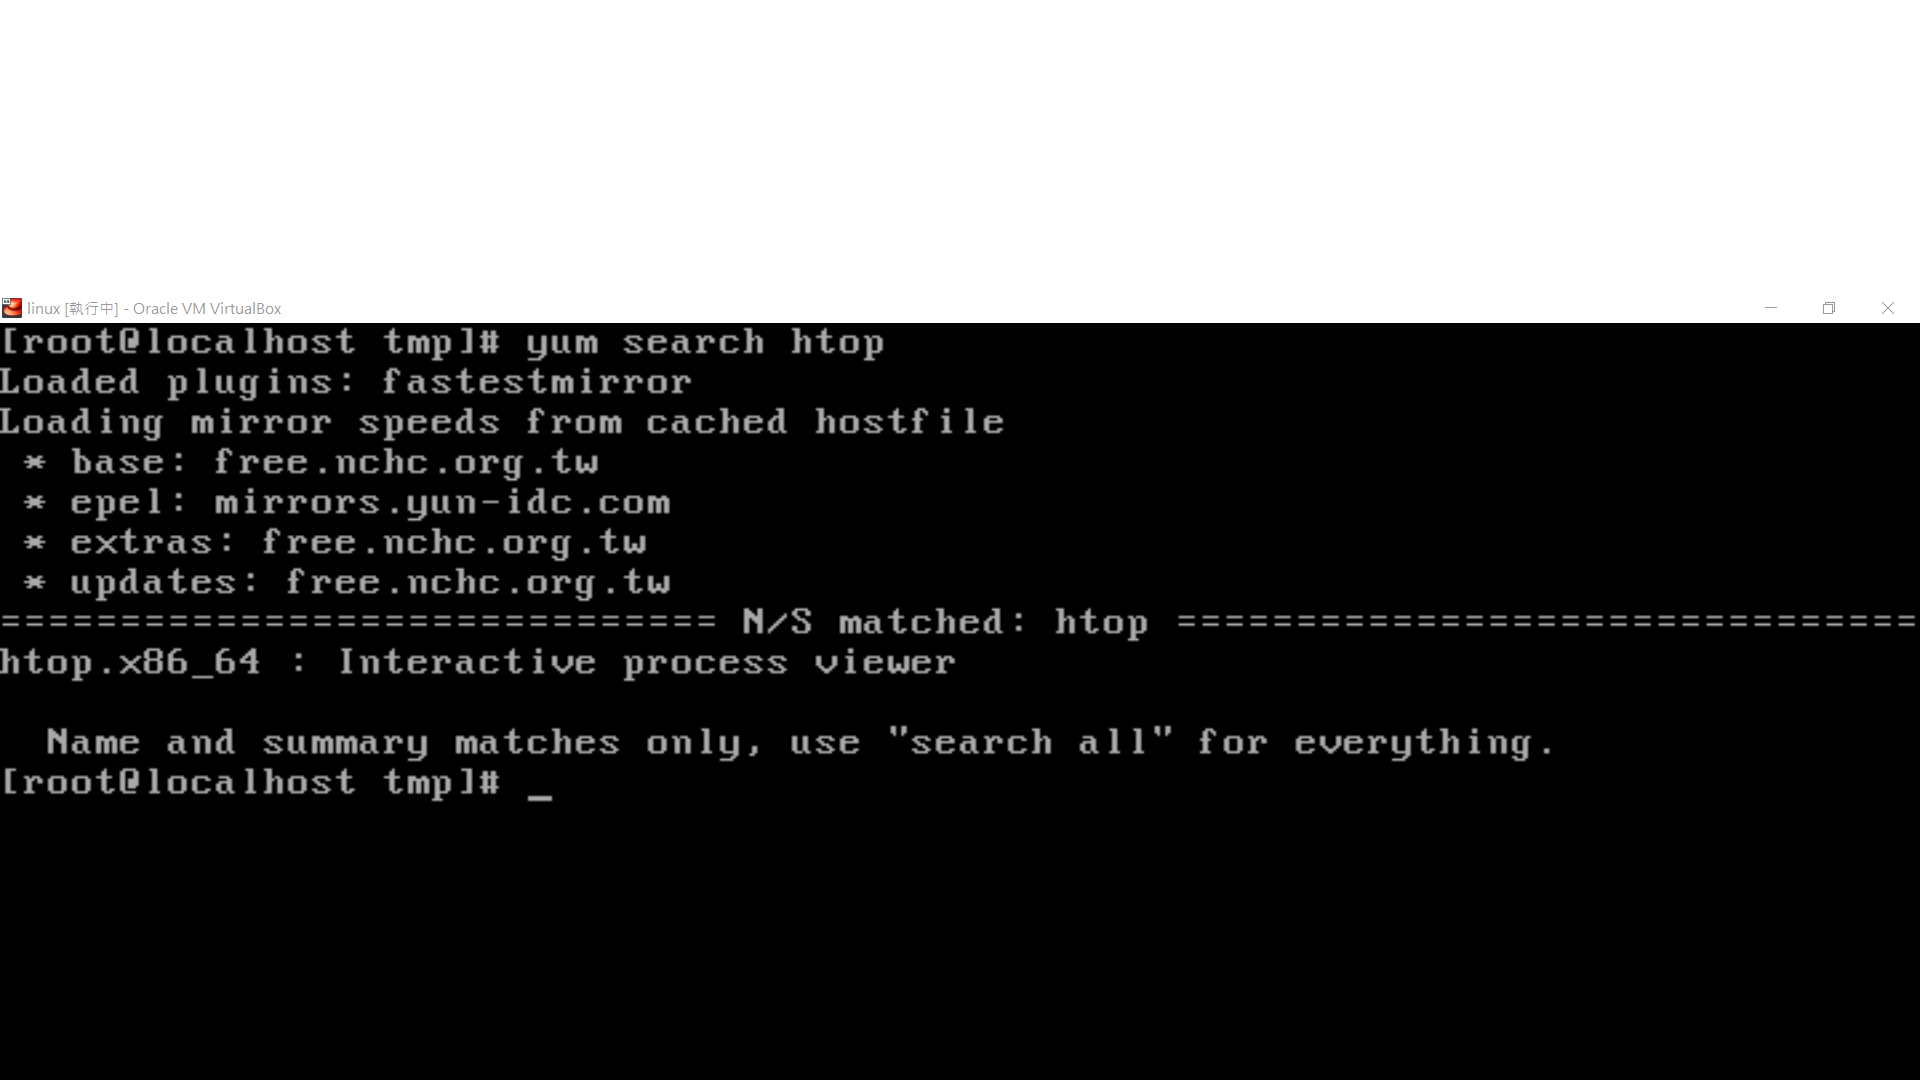 linux [執行中] - Oracle VM VirtualBox
[root@localhost tmp]# yum search htop
Loaded plugins: fastestmirror
Loading mirror speeds from cached hostfile
 * base: free.nchc.org.tw
 * epel: mirrors.yun-idc.com
 * extras: free.nchc.org.tw
 * updates: free.nchc.org.tw
============================== N/S matched: htop ===============================
htop.x86_64 : Interactive process viewer
  Name and summary matches only, use "search all" for everything.
[root@localhost tmp]# _